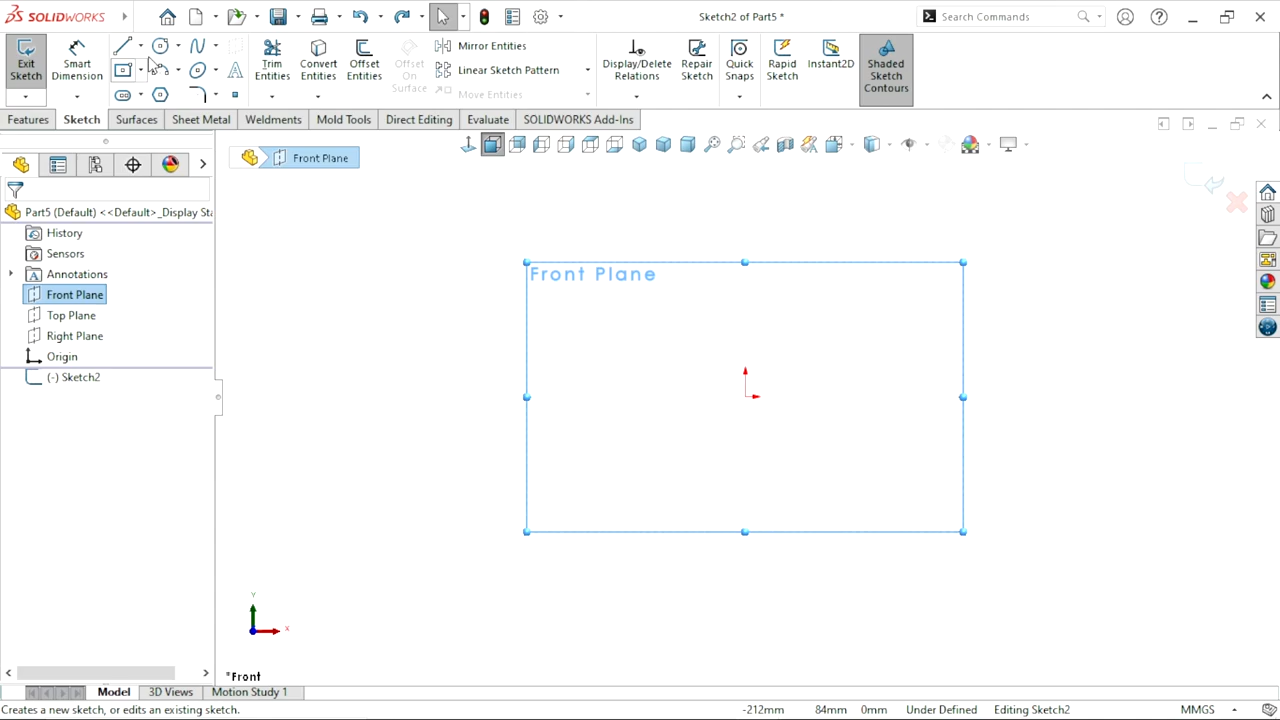 SOLIDWORKS
Sketch2 of Part5 *
Search Commands
Exit Sketch
Smart Dimension
Trim Entities
Convert Entities
Offset Entities
Offset On Surface
Mirror Entities
Linear Sketch Pattern
Move Entities
Display/Delete Relations
Repair Sketch
Quick Snaps
Rapid Sketch
Instant2D
Shaded Sketch Contours
Features
Sketch
Surfaces
Sheet Metal
Weldments
Mold Tools
Direct Editing
Evaluate
SOLIDWORKS Add-Ins
Front Plane
Part5 (Default) <<Default>_Display Sta
History
Sensors
Annotations
Front Plane
Top Plane
Right Plane
Origin
(-) Sketch2
Front Plane
Y
X
*Front
Model
3D Views
Motion Study 1
Creates a new sketch, or edits an existing sketch.
-212mm
84mm
0mm
Under Defined
Editing Sketch2
MMGS